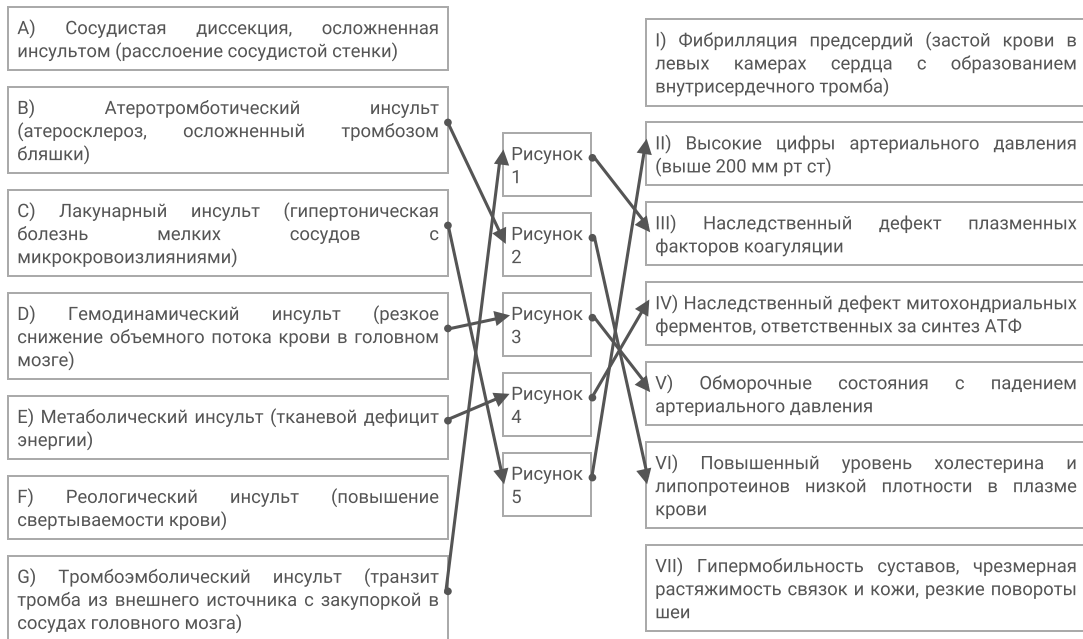 А) Сосудистая диссекция, осложненная
инсультом (расслоение сосудистой стенки)
В) Атеротромботический инсульт
(атеросклероз, осложненный тромбозом
бляшки)
С) Лакунарный инсульт (гипертоническая
болезнь мелких сосудов с
микрокровоизлияниями)
D) Гемодинамический инсульт (резкое
снижение объемного потока крови в головном
мозге)
Е) Метаболический инсульт (тканевой дефицит
энергии)
F) Реологический инсульт (повышение
свертываемости крови)
G) Тромбоэмболический инсульт (транзит
тромба из внешнего источника с закупоркой в
сосудах головного мозга)
Рисунок
1
Рисунок
2
Рисунок
3
Рисунок
4
Рисунок
5
I) Фибрилляция предсердий (застой крови в
левых камерах сердца с образованием
внутрисердечного тромба)
II) Высокие цифры артериального давления
(выше 200 мм рт ст)
III) Наследственный дефект плазменных
факторов коагуляции
IV) Наследственный дефект митохондриальных
ферментов, ответственных за синтез АТФ
V) Обморочные состояния с падением
артериального давления
VI) Повышенный уровень холестерина и
липопротеинов низкой плотности в плазме
крови
VII) Гипермобильность суставов, чрезмерная
растяжимость связок и кожи, резкие повороты
шеи